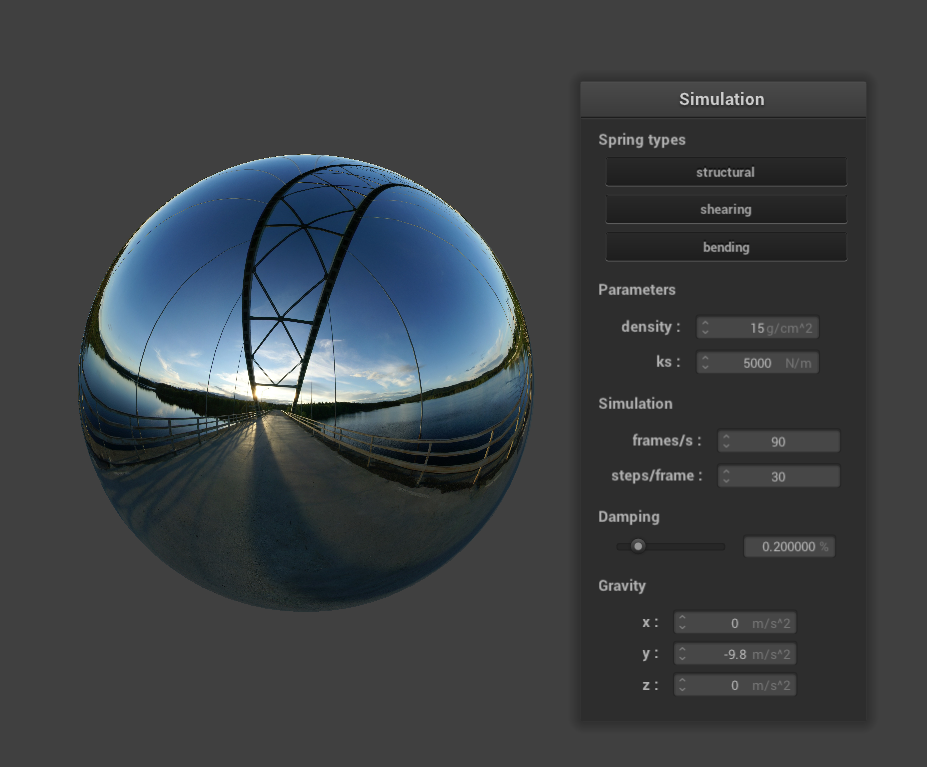 Simulation
Spring types
structural
shearing
bending
Parameters
density : 15 g/cm^2
ks : 5000 N/m
Simulation
frames/s : 90
steps/frame : 30
Damping
0.200000 %
Gravity
x : 0 m/s^2
y : -9.8 m/s^2
z : 0 m/s^2